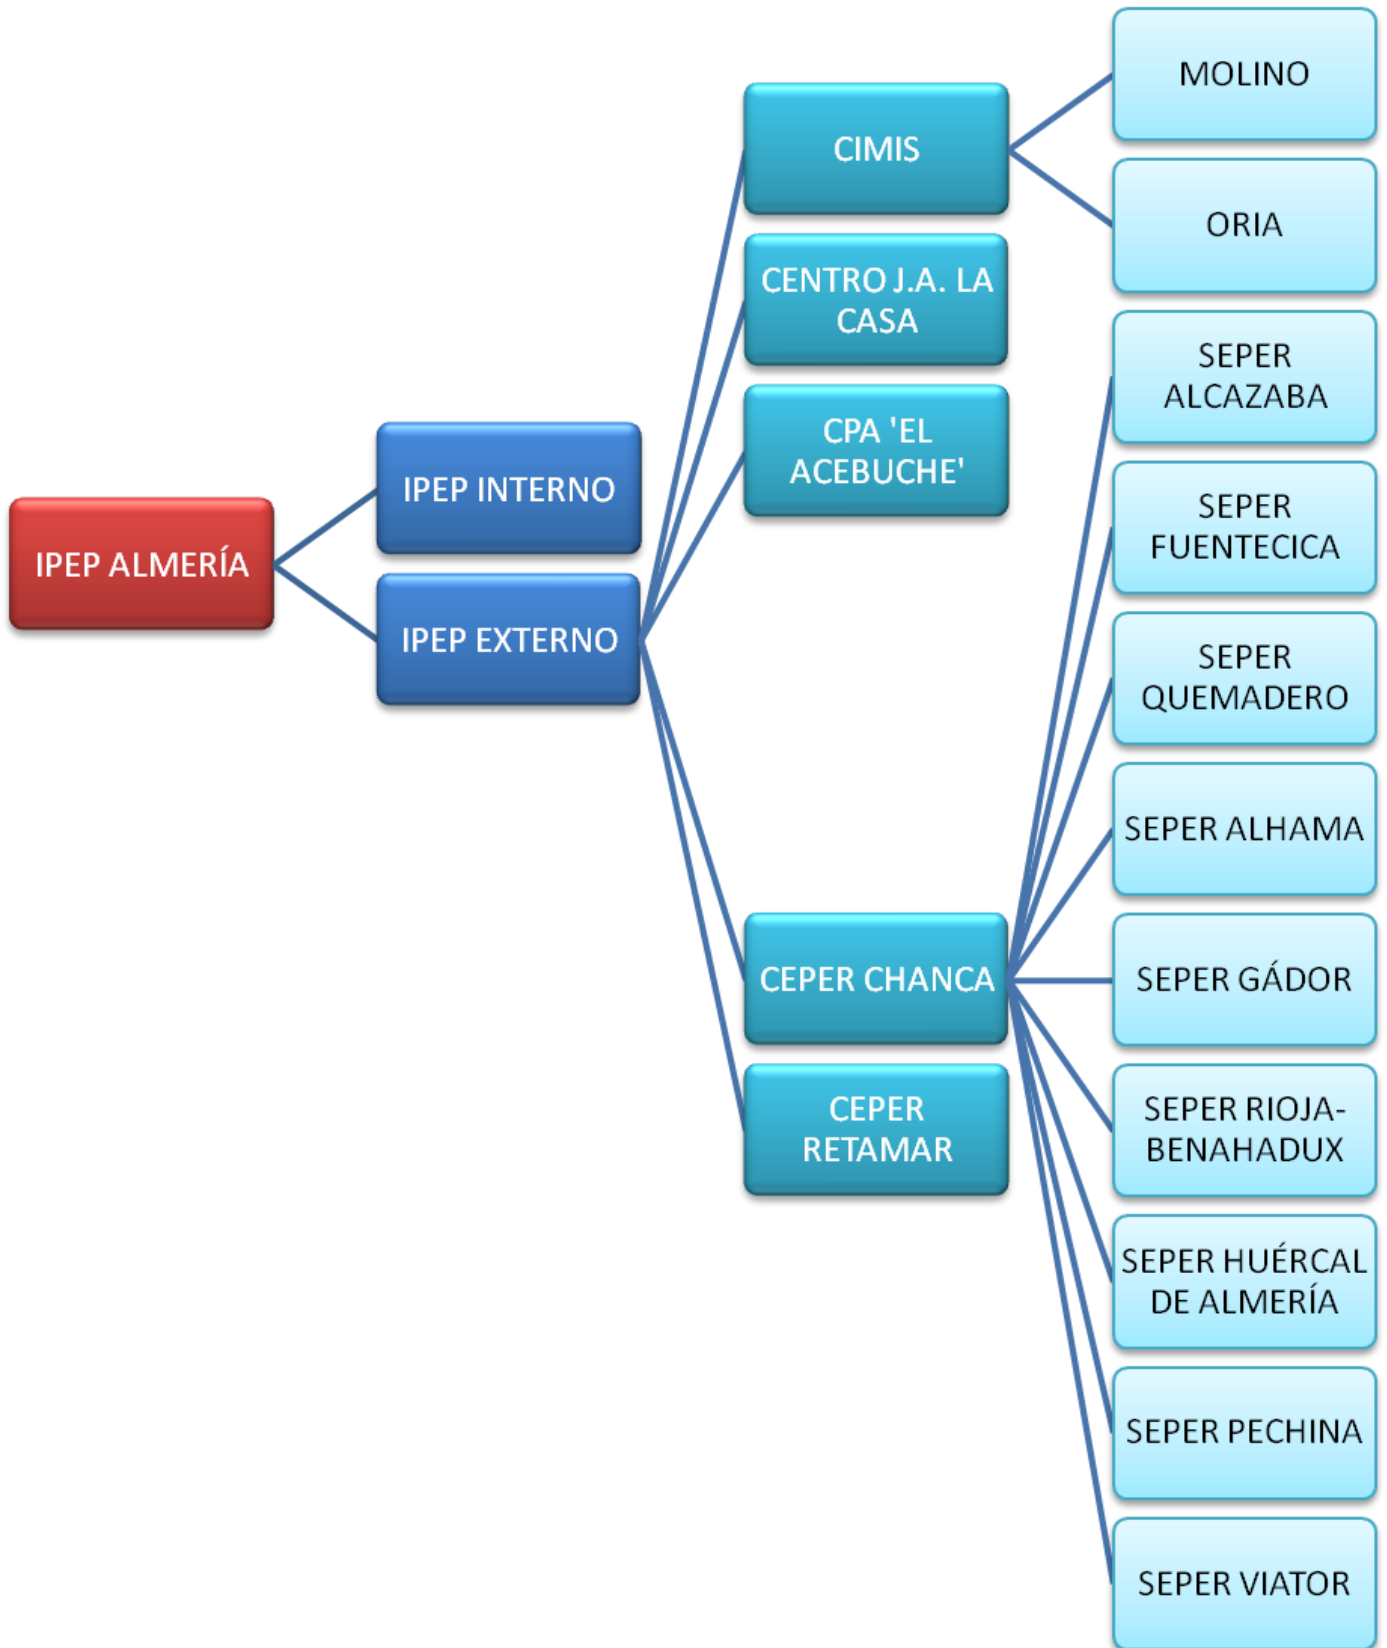 IPEP ALMERÍA
IPEP INTERNO
IPEP EXTERNO
CIMIS
CENTRO J.A. LA
CASA
CPA 'EL
ACEBUCHE'
CEPER CHANCA
CEPER
RETAMAR
MOLINO
ORIA
SEPER
ALCAZABA
SEPER
FUENTECICA
SEPER
QUEMADERO
SEPER ALHAMA
SEPER GÁDOR
SEPER RIOJA-
BENAHADUX
SEPER HUÉRCAL
DE ALMERÍA
SEPER PECHINA
SEPER VIATOR